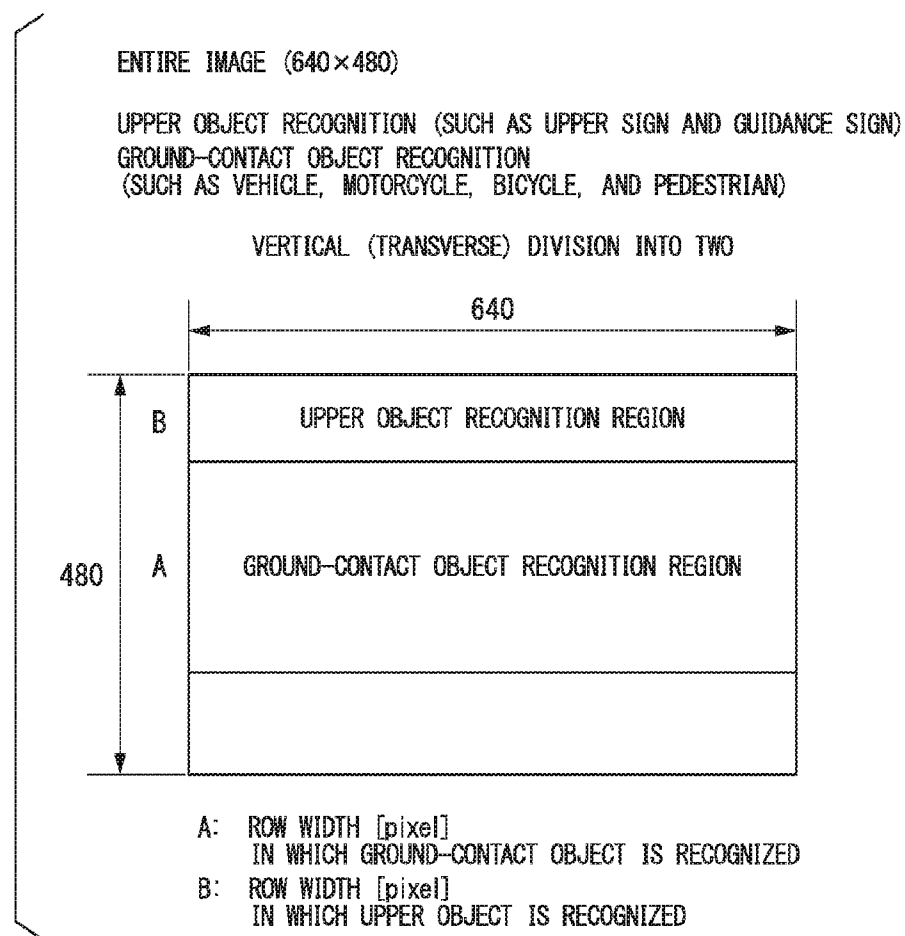 ENTIRE IMAGE (640×480)
UPPER OBJECT RECOGNITION (SUCH AS UPPER SIGN AND GUIDANCE SIGN)
GROUND-CONTACT OBJECT RECOGNITION
(SUCH AS VEHICLE, MOTORCYCLE, BICYCLE, AND PEDESTRIAN)
VERTICAL (TRANSVERSE) DIVISION INTO TWO
640
B UPPER OBJECT RECOGNITION REGION
480 A GROUND-CONTACT OBJECT RECOGNITION REGION
A: ROW WIDTH [pixel]
IN WHICH GROUND-CONTACT OBJECT IS RECOGNIZED
B: ROW WIDTH [pixel]
IN WHICH UPPER OBJECT IS RECOGNIZED